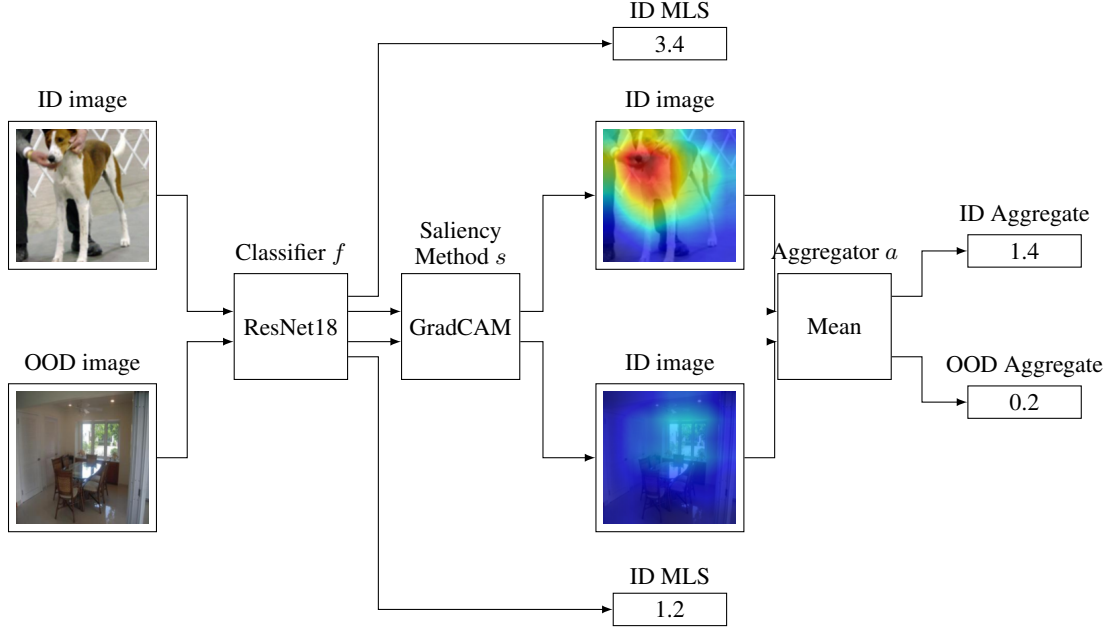 ID MLS
3.4
ID image
ID image
Saliency
Method s
Classifier f
ResNet18
GradCAM
Aggregator a
Mean
ID Aggregate
1.4
OOD image
ID image
OOD Aggregate
0.2
ID MLS
1.2